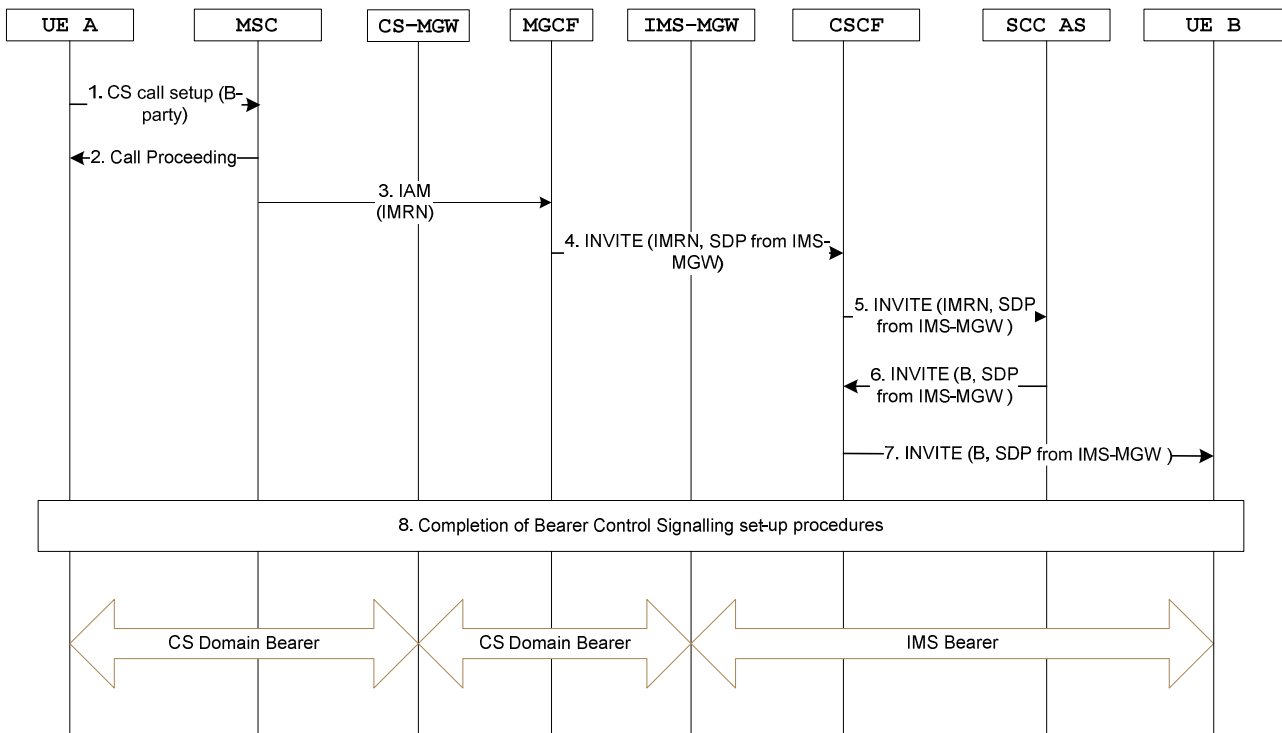 UE A
MSC
CS-MGW
MGCF
IMS-MGW
CSCF
SCC AS
UE B
1. CS call setup (B-
party)
2. Call Proceeding
3. IAM
(IMRN)
4. INVITE (IMRN, SDP from IMS-
MGW)
5. INVITE (IMRN, SDP
from IMS-MGW )
6. INVITE (B, SDP
from IMS-MGW )
7. INVITE (B, SDP from IMS-MGW )
8. Completion of Bearer Control Signalling set-up procedures
CS Domain Bearer
CS Domain Bearer
IMS Bearer